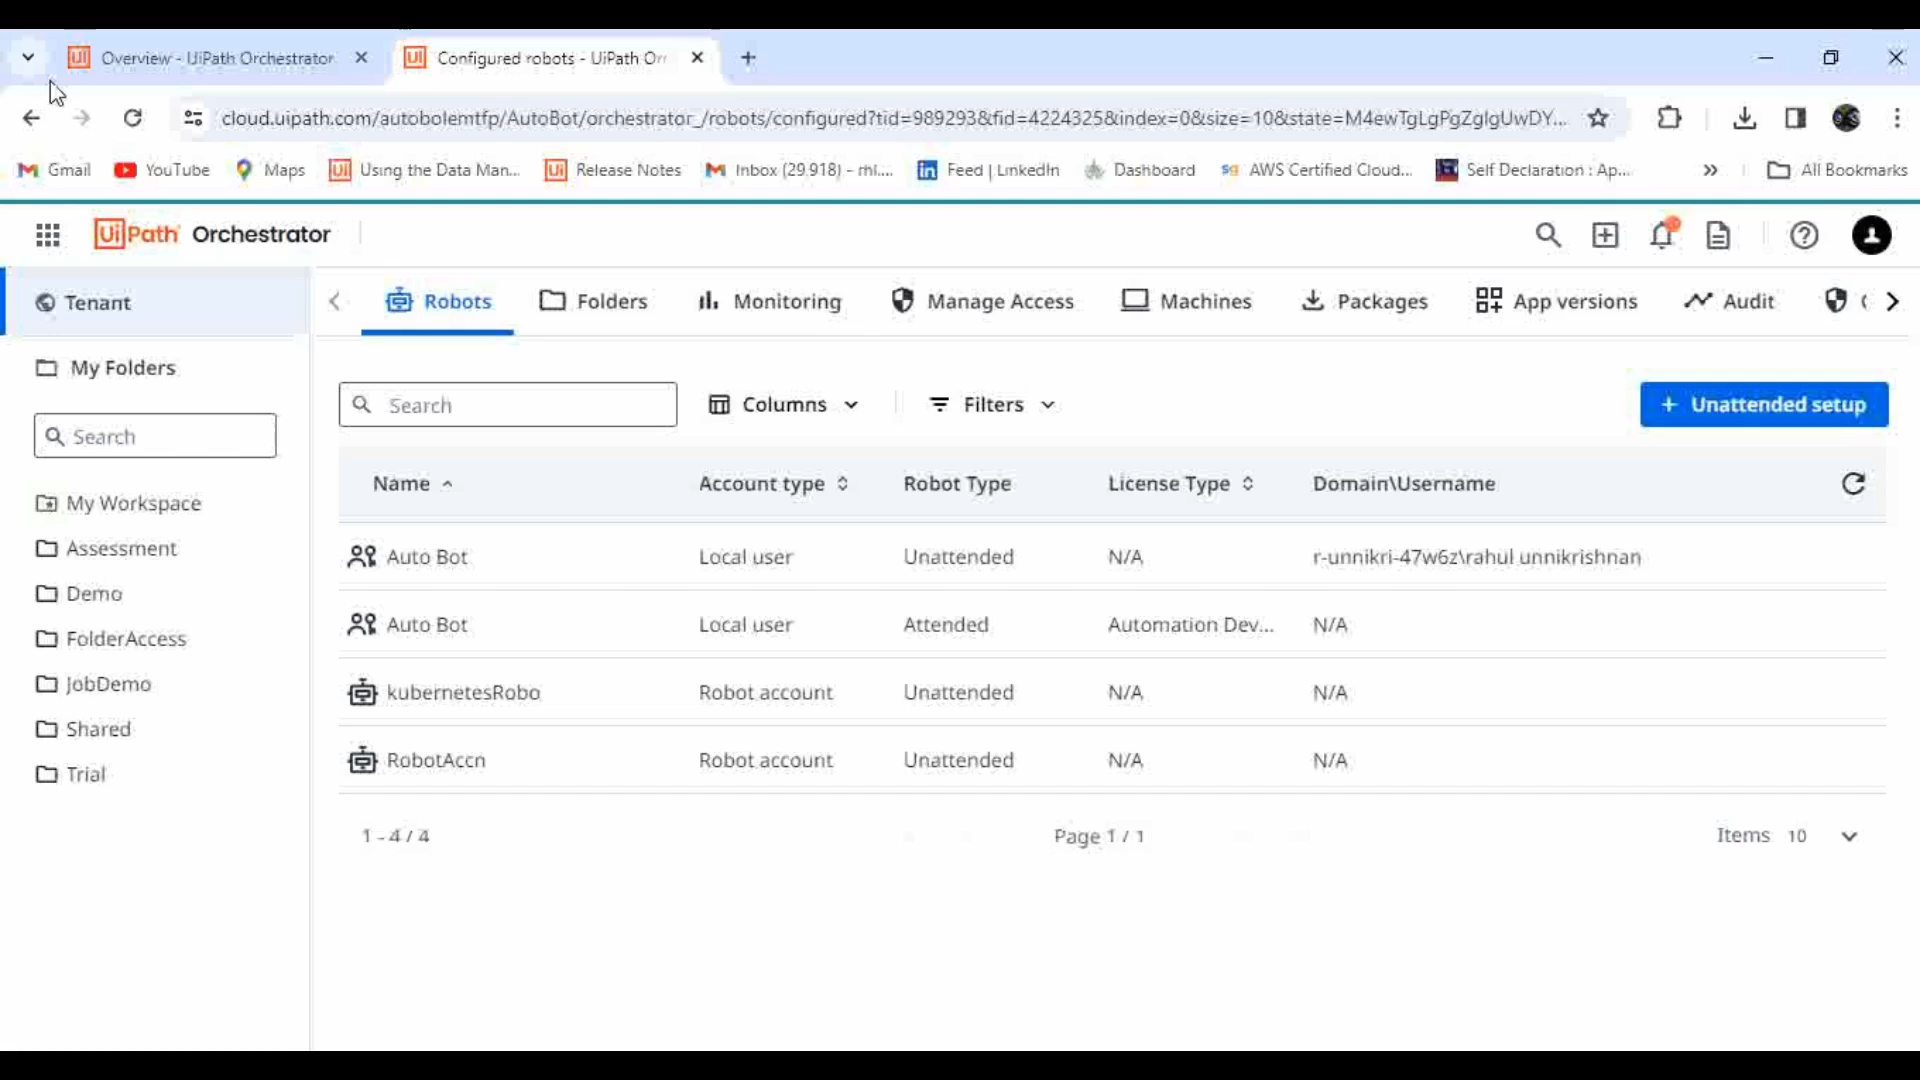 Overview - UiPath Orchestrator
Configured robots - UiPath Orc
cloud.uipath.com/autobolemtfp/AutoBot/orchestrator_/robots/configured?tid=989293&fid=4224325&index=0&size=10&state=M4ewTgLgPgZglgUwDY...
Gmail YouTube Maps Using the Data Man... Release Notes Inbox (29,918) - rhl.... Feed | LinkedIn Dashboard AWS Certified Cloud... Self Declaration : Ap... All Bookmarks
UiPath Orchestrator
Tenant
Robots Folders Monitoring Manage Access Machines Packages App versions Audit
My Folders
Search
Search Columns Filters + Unattended setup
Name Account type Robot Type License Type Domain\Username
My Workspace
Assessment
Demo
FolderAccess
JobDemo
Shared
Trial
Auto Bot Local user Unattended N/A r-unnikri-47w6z\rahul unnikrishnan
Auto Bot Local user Attended Automation Dev... N/A
kubernetesRobo Robot account Unattended N/A N/A
RobotAccn Robot account Unattended N/A N/A
1 - 4 / 4 Page 1 / 1 Items 10